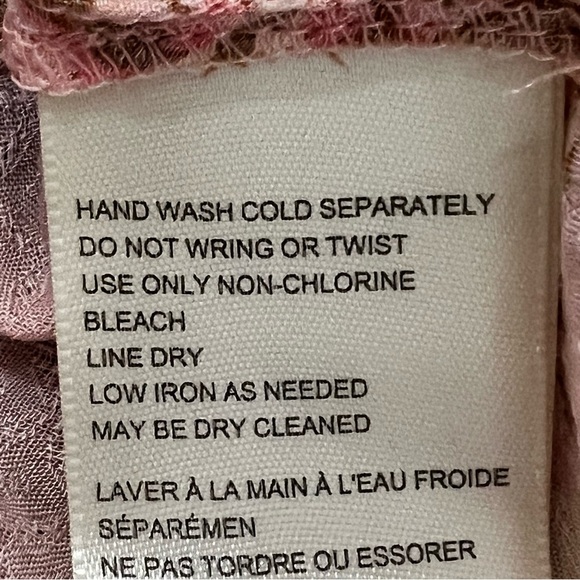 HAND WASH COLD SEPARATELY
DO NOT WRING OR TWIST
USE ONLY NON-CHLORINE
BLEACH
LINE DRY
LOW IRON AS NEEDED
MAY BE DRY CLEANED
LAVER À LA MAIN À L'EAU FROIDE
SÉPARÉMEN
NE PAS TORDRE OU ESSORER